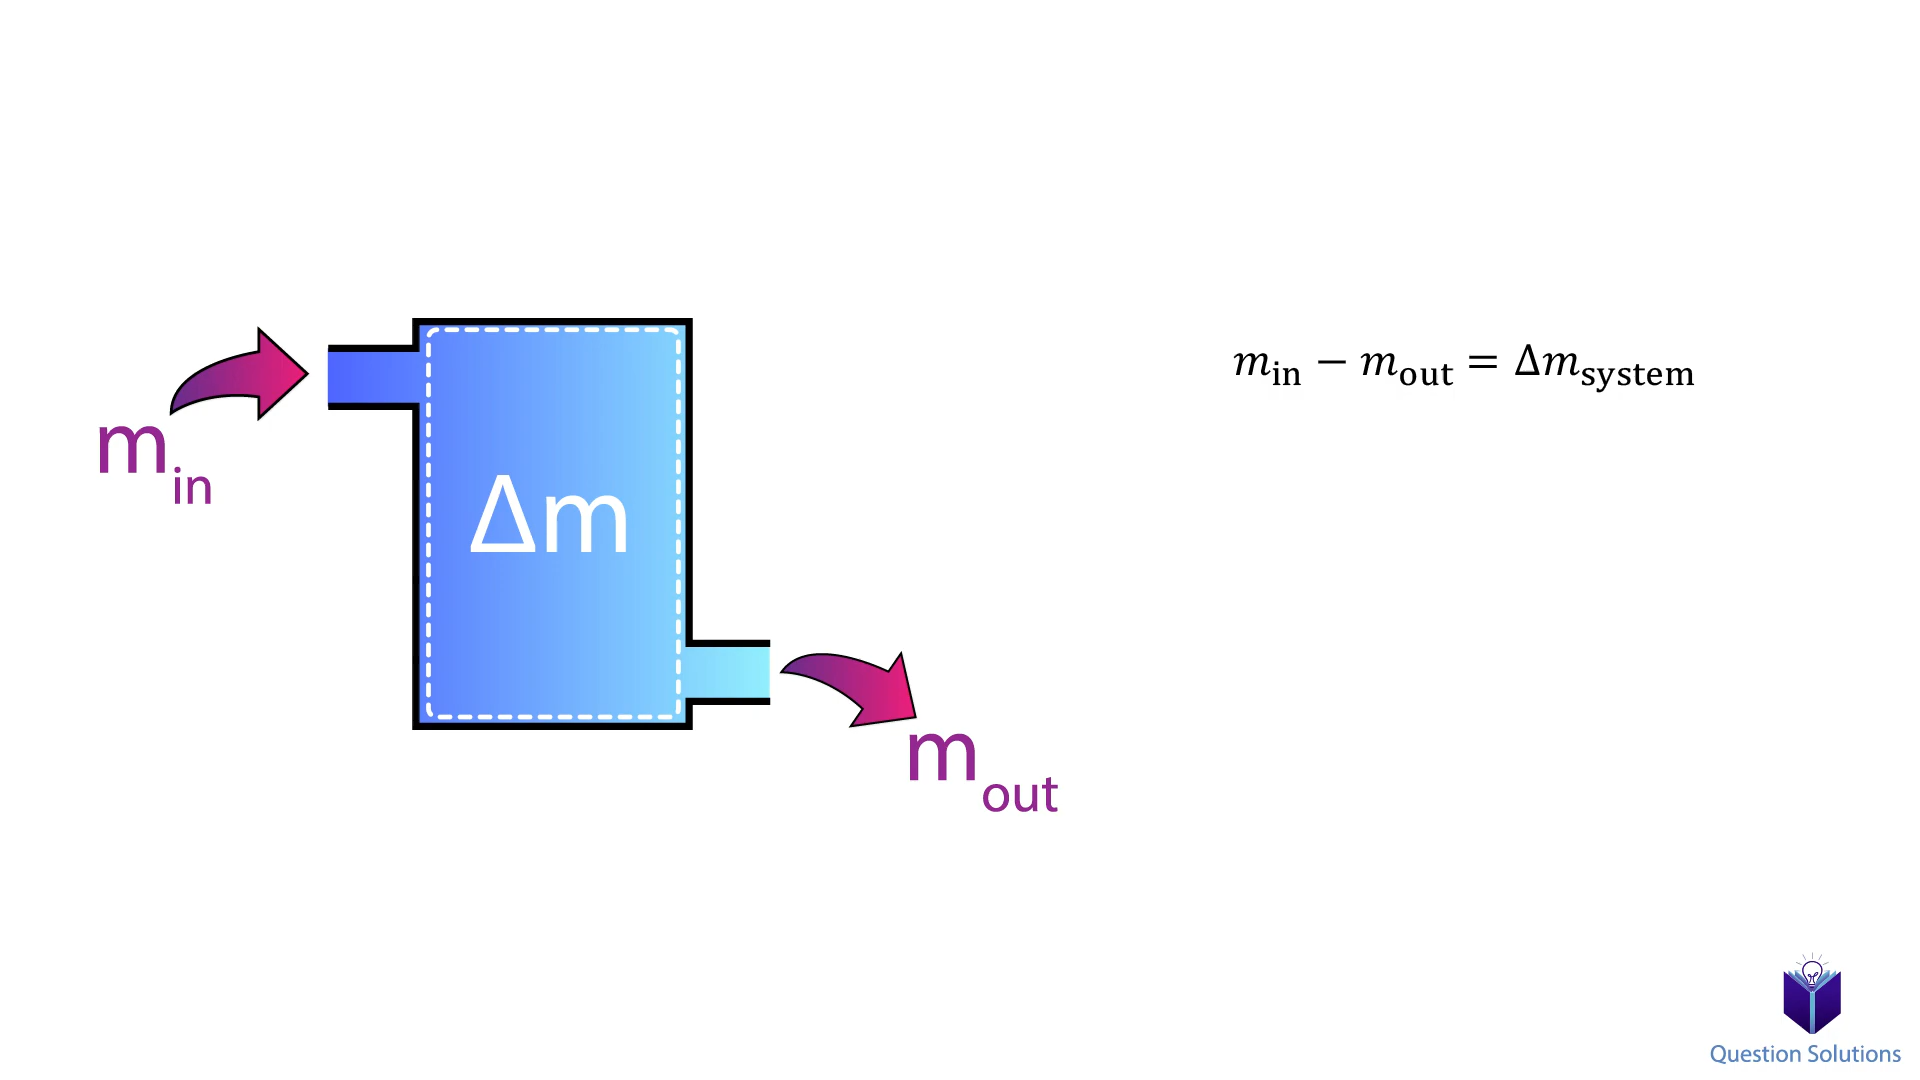 m_in
Δm
m_out
m_in − m_out = Δm_system
Question Solutions